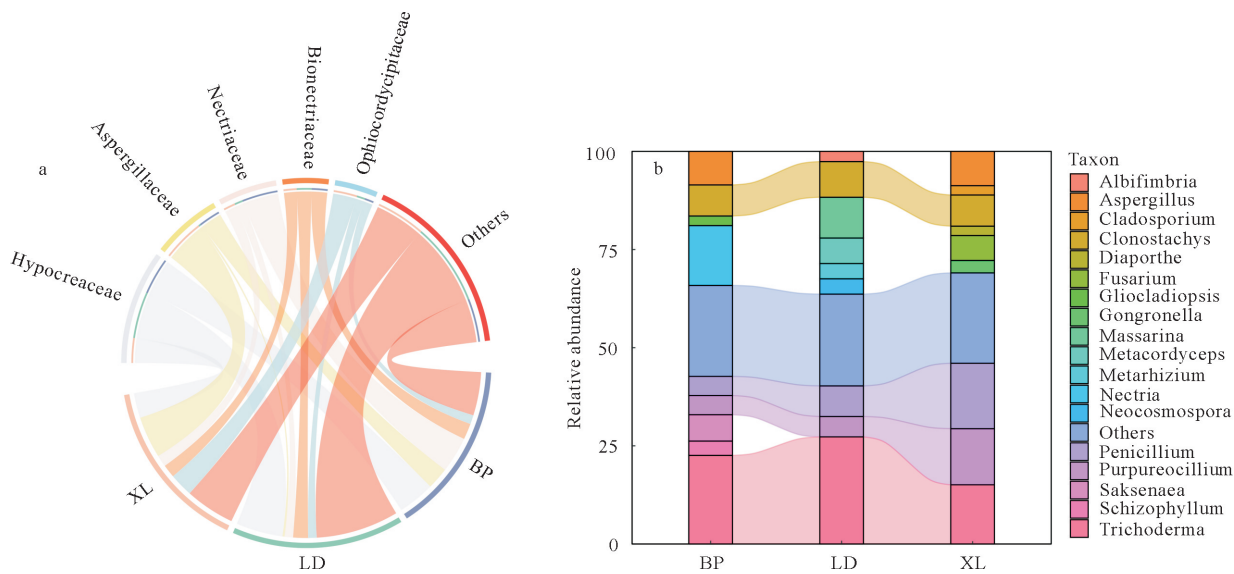 a
Hypocreaceae
Aspergillaceae
Nectriaceae
Bionectriaceae
Ophiocordycipitaceae
Others
XL
LD
BP
b
Relative abundance
100
75
50
25
0
BP
LD
XL
Taxon
Albifimbria
Aspergillus
Cladosporium
Clonostachys
Diaporthe
Fusarium
Gliocladiopsis
Gongronella
Massarina
Metacordyceps
Metarhizium
Nectria
Neocosmospora
Others
Penicillium
Purpureocillium
Saksenaea
Schizophyllum
Trichoderma